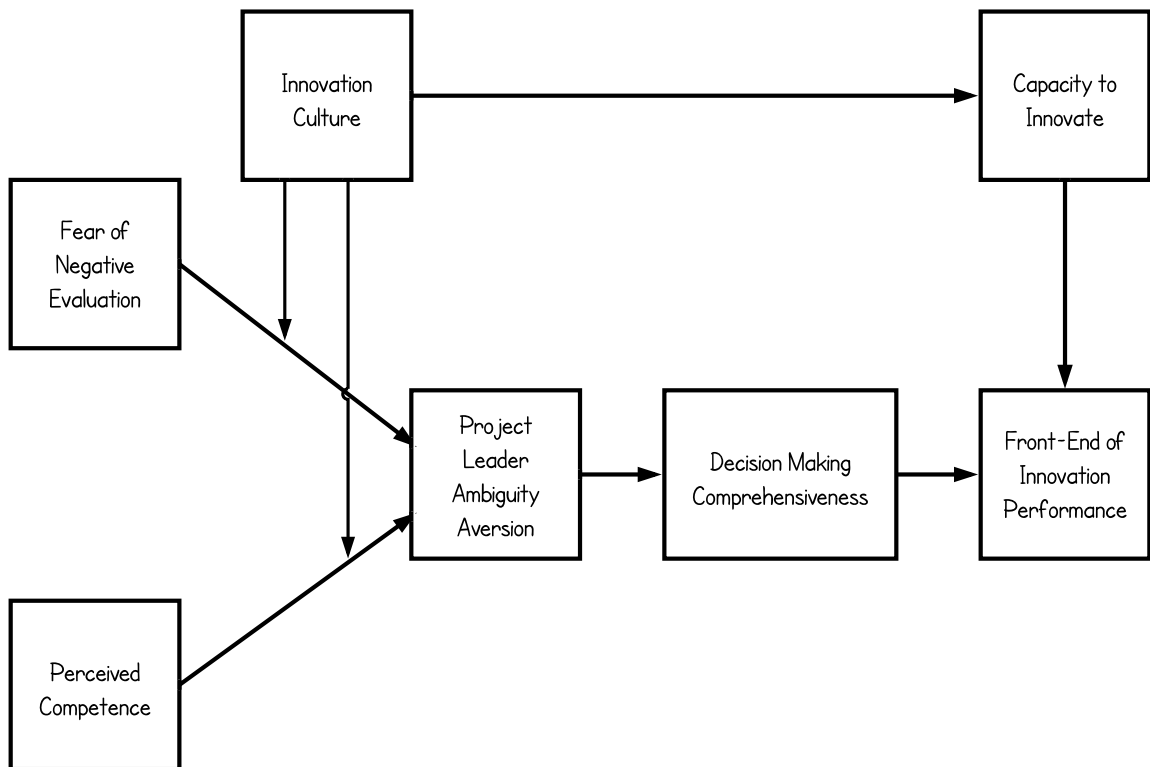 Innovation
Culture
Capacity to
Innovate
Fear of
Negative
Evaluation
Project
Leader
Ambiguity
Aversion
Decision Making
Comprehensiveness
Front-End of
Innovation
Performance
Perceived
Competence